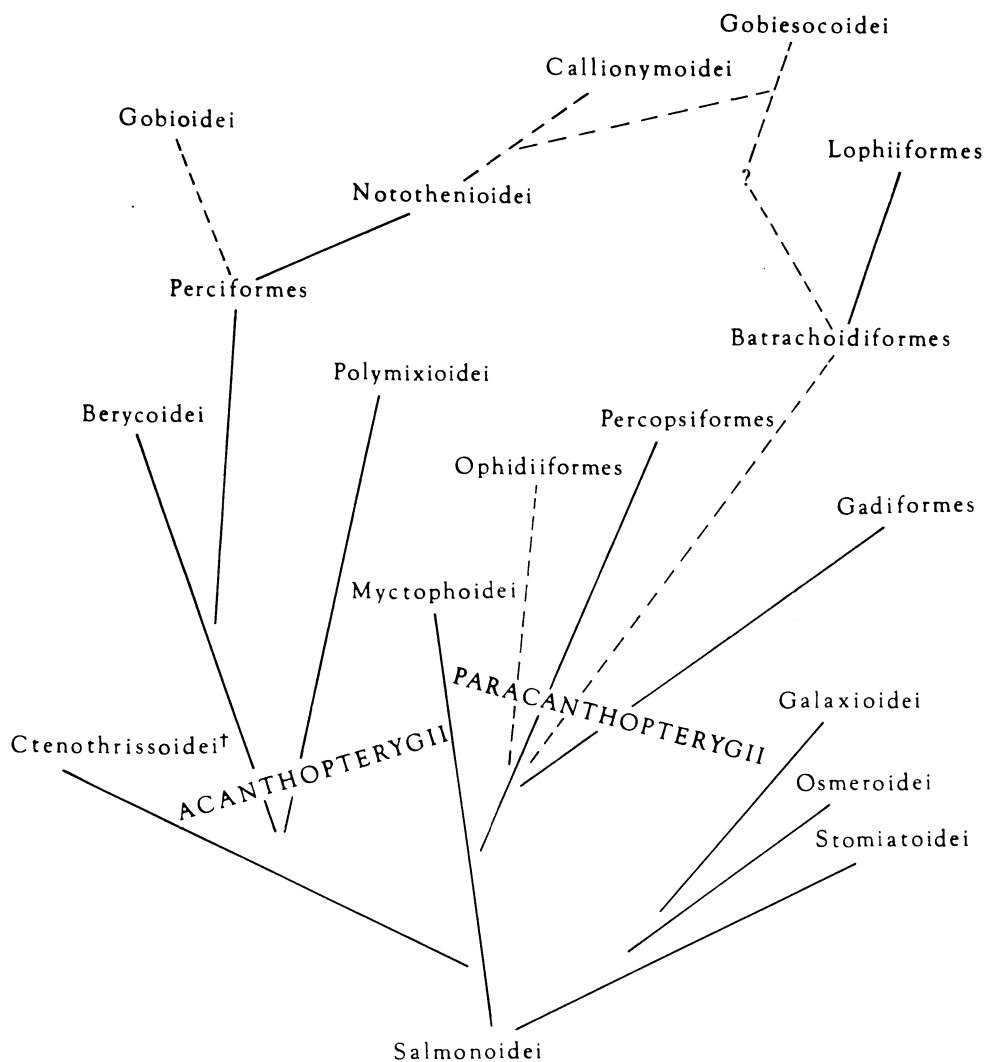 Gobiesocoidei
Callionymoidei
Gobioidei
Lophiiformes
?
Notothenioidei
Perciformes
Batrachoidiformes
Polymixioidei
Berycoidei
Percopsiformes
Ophidiiformes
Gadiformes
Myctophoidei
PARACANTHOPTERYGII
Galaxioidei
Ctenothrissoidei†
ACANTHOPTERYGII
Osmeroidei
Stomiatoidei
Salmonoidei